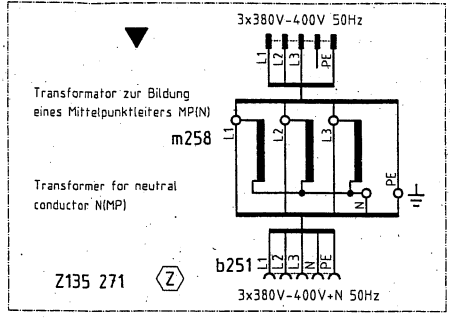 3x380V-400V 50Hz
L1
L2
L3
PE
Transformator zur Bildung
eines Mittelpunktleiters MP(N)
m258
L1
L2
L3
PE
Transformer for neutral
conductor N(MP)
N
b251
L1
L2
L3
N
PE
Z135 271
Z
3x380V-400V+N 50Hz